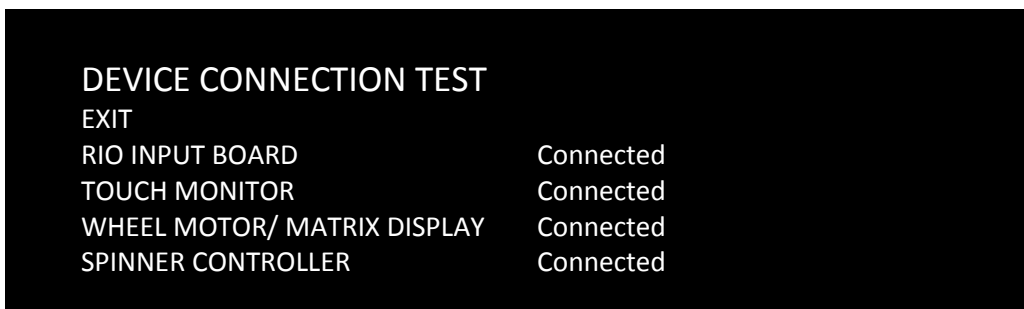 DEVICE CONNECTION TEST
EXIT
RIO INPUT BOARD Connected
TOUCH MONITOR Connected
WHEEL MOTOR/ MATRIX DISPLAY Connected
SPINNER CONTROLLER Connected